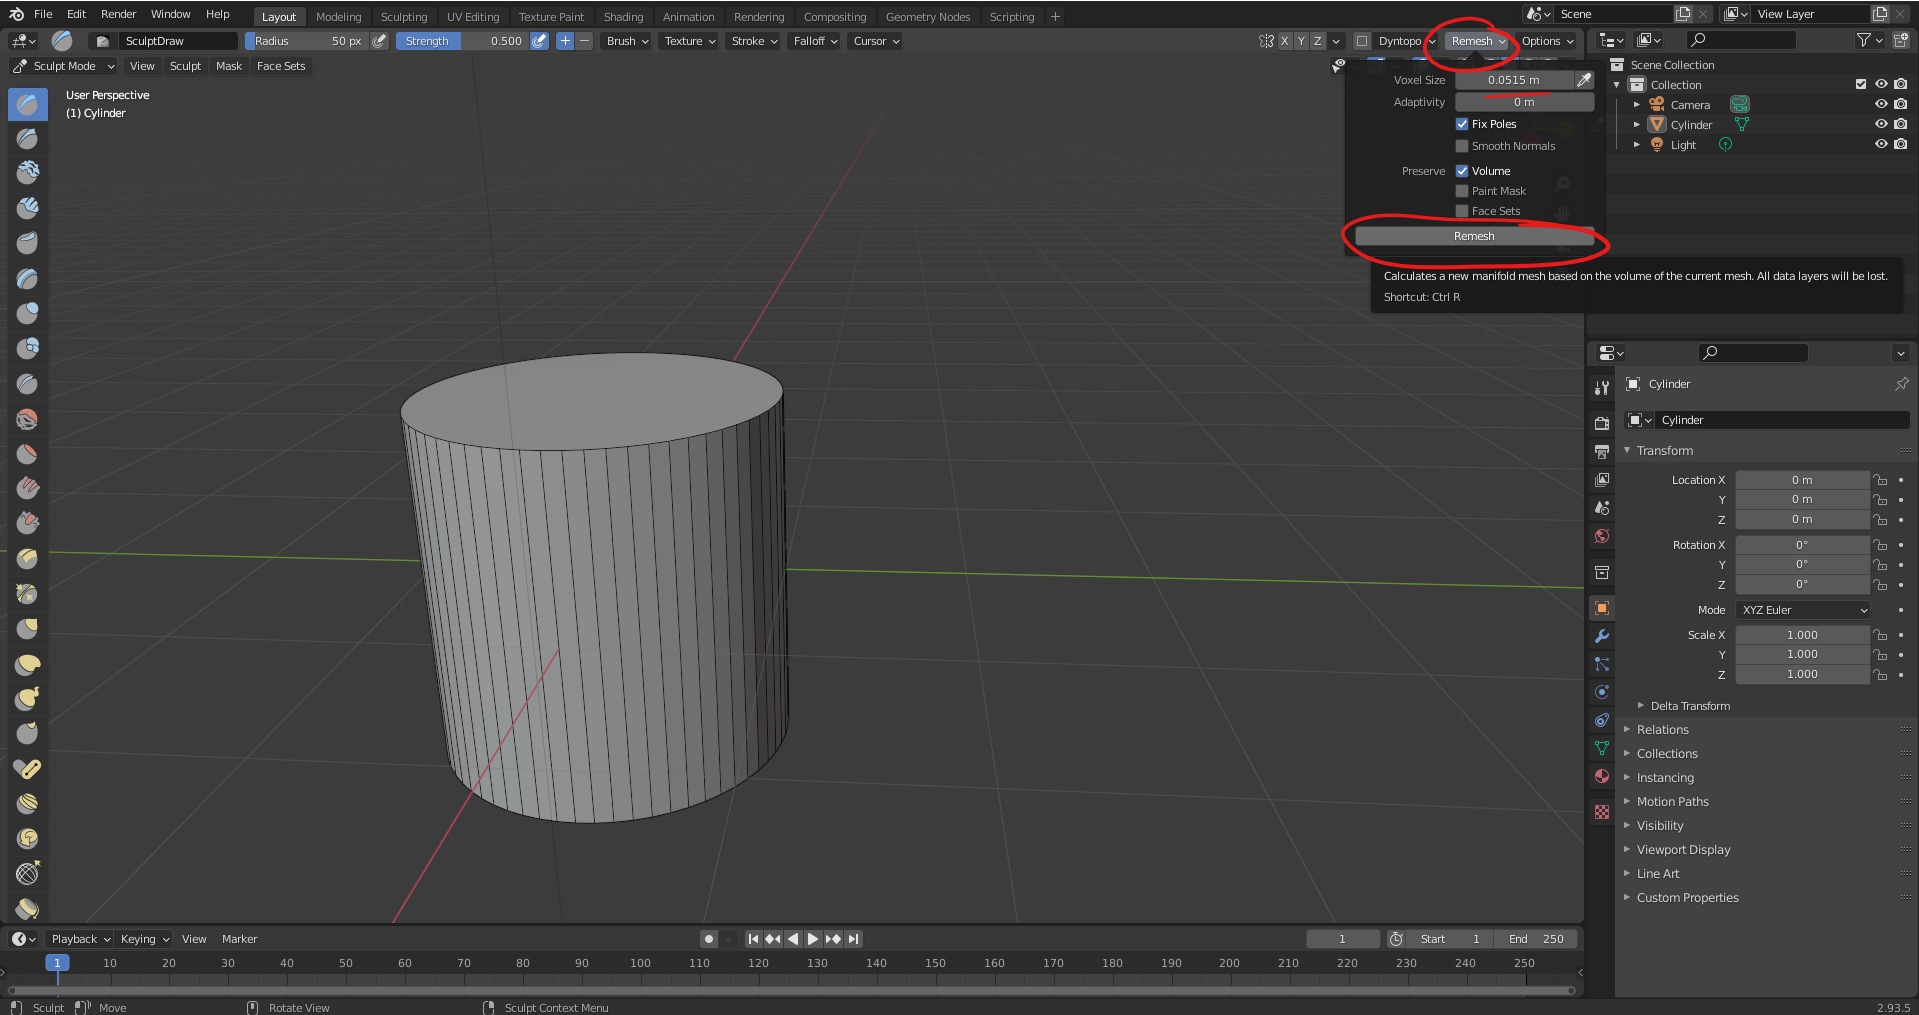 File Edit Render Window Help Layout Modeling Sculpting UV Editing Texture Paint Shading Animation Rendering Compositing Geometry Nodes Scripting + Scene View Layer
SculptDraw Radius 50 px Strength 0.500 + − Brush Texture Stroke Falloff Cursor X Y Z Dyntopo Remesh Options
Sculpt Mode View Sculpt Mask Face Sets
User Perspective
(1) Cylinder
Voxel Size 0.0515 m
Adaptivity 0 m
Fix Poles
Smooth Normals
Preserve Volume
Paint Mask
Face Sets
Remesh
Calculates a new manifold mesh based on the volume of the current mesh. All data layers will be lost.
Shortcut: Ctrl R
Scene Collection
Collection
Camera
Cylinder
Light
Cylinder
Cylinder
Transform
Location X 0 m
Y 0 m
Z 0 m
Rotation X 0°
Y 0°
Z 0°
Mode XYZ Euler
Scale X 1.000
Y 1.000
Z 1.000
Delta Transform
Relations
Collections
Instancing
Motion Paths
Visibility
Viewport Display
Line Art
Custom Properties
Playback Keying View Marker 1 Start 1 End 250
1 10 20 30 40 50 60 70 80 90 100 110 120 130 140 150 160 170 180 190 200 210 220 230 240 250
Sculpt Move Rotate View Sculpt Context Menu 2.93.5